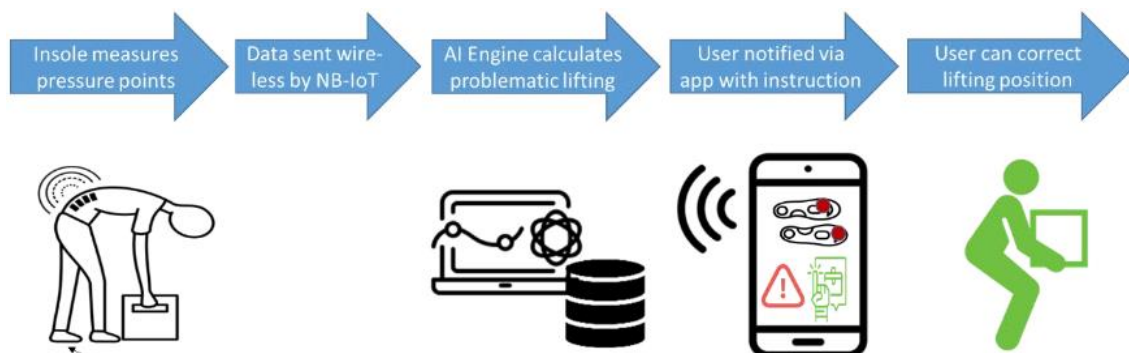 Insole measures
pressure points
Data sent wire-
less by NB-IoT
AI Engine calculates
problematic lifting
User notified via
app with instruction
User can correct
lifting position
!